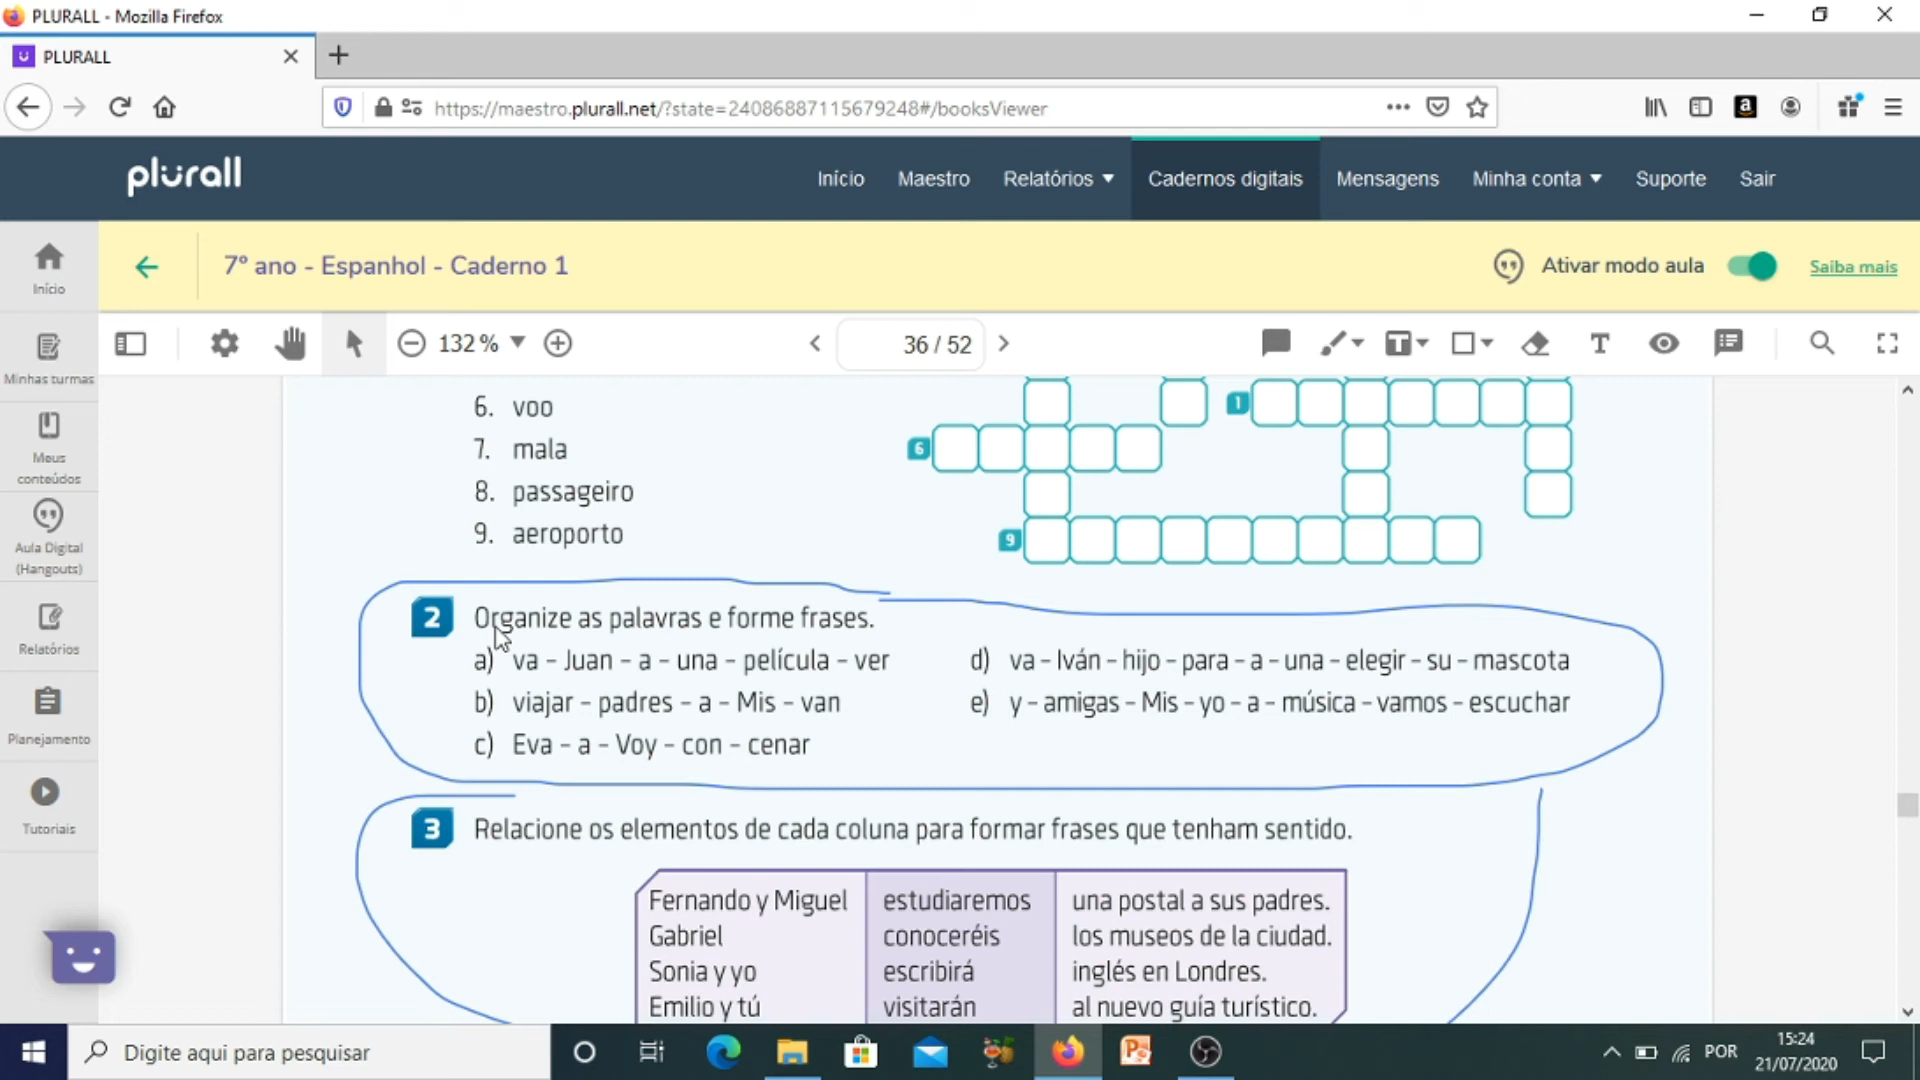 PLURALL - Mozilla Firefox
PLURALL
https://maestro.plurall.net/?state=24086887115679248#/booksViewer
plurall
Início
Maestro
Relatórios
Cadernos digitais
Mensagens
Minha conta
Suporte
Sair
7º ano - Espanhol - Caderno 1
Ativar modo aula
Saiba mais
132 %
36 / 52
Início
Minhas turmas
Meus conteúdos
Aula Digital (Hangouts)
Relatórios
Planejamento
Tutoriais
6. voo
7. mala
8. passageiro
9. aeroporto
1
6
9
2 Organize as palavras e forme frases.
a) va – Juan – a – una – película – ver
b) viajar – padres – a – Mis – van
c) Eva – a – Voy – con – cenar
d) va – Iván – hijo – para – a – una – elegir – su – mascota
e) y – amigas – Mis – yo – a – música – vamos – escuchar
3 Relacione os elementos de cada coluna para formar frases que tenham sentido.
Fernando y Miguel estudiaremos una postal a sus padres.
Gabriel conoceréis los museos de la ciudad.
Sonia y yo escribirá inglés en Londres.
Emilio y tú visitarán al nuevo guía turístico.
Digite aqui para pesquisar
POR
15:24
21/07/2020